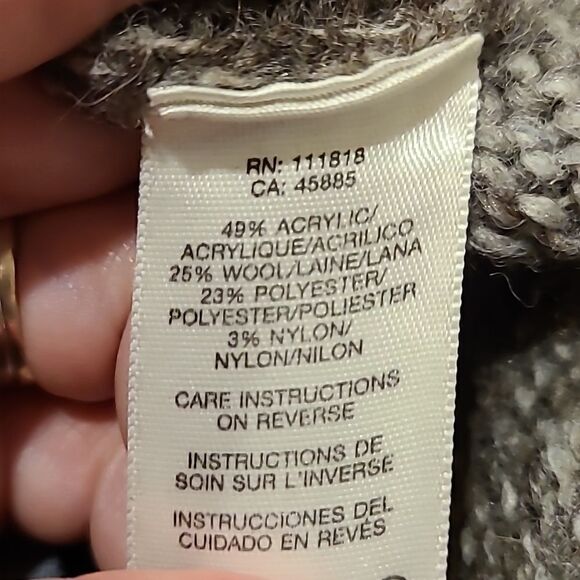 RN: 111818
CA: 45885
49% ACRYLIC/
ACRYLIQUE/ACRILICO
25% WOOL/LAINE/LANA
23% POLYESTER/
POLYESTER/POLIESTER
3% NYLON/
NYLON/NILON
CARE INSTRUCTIONS
ON REVERSE
INSTRUCTIONS DE
SOIN SUR L'INVERSE
INSTRUCCIONES DEL
CUIDADO EN REVÉS